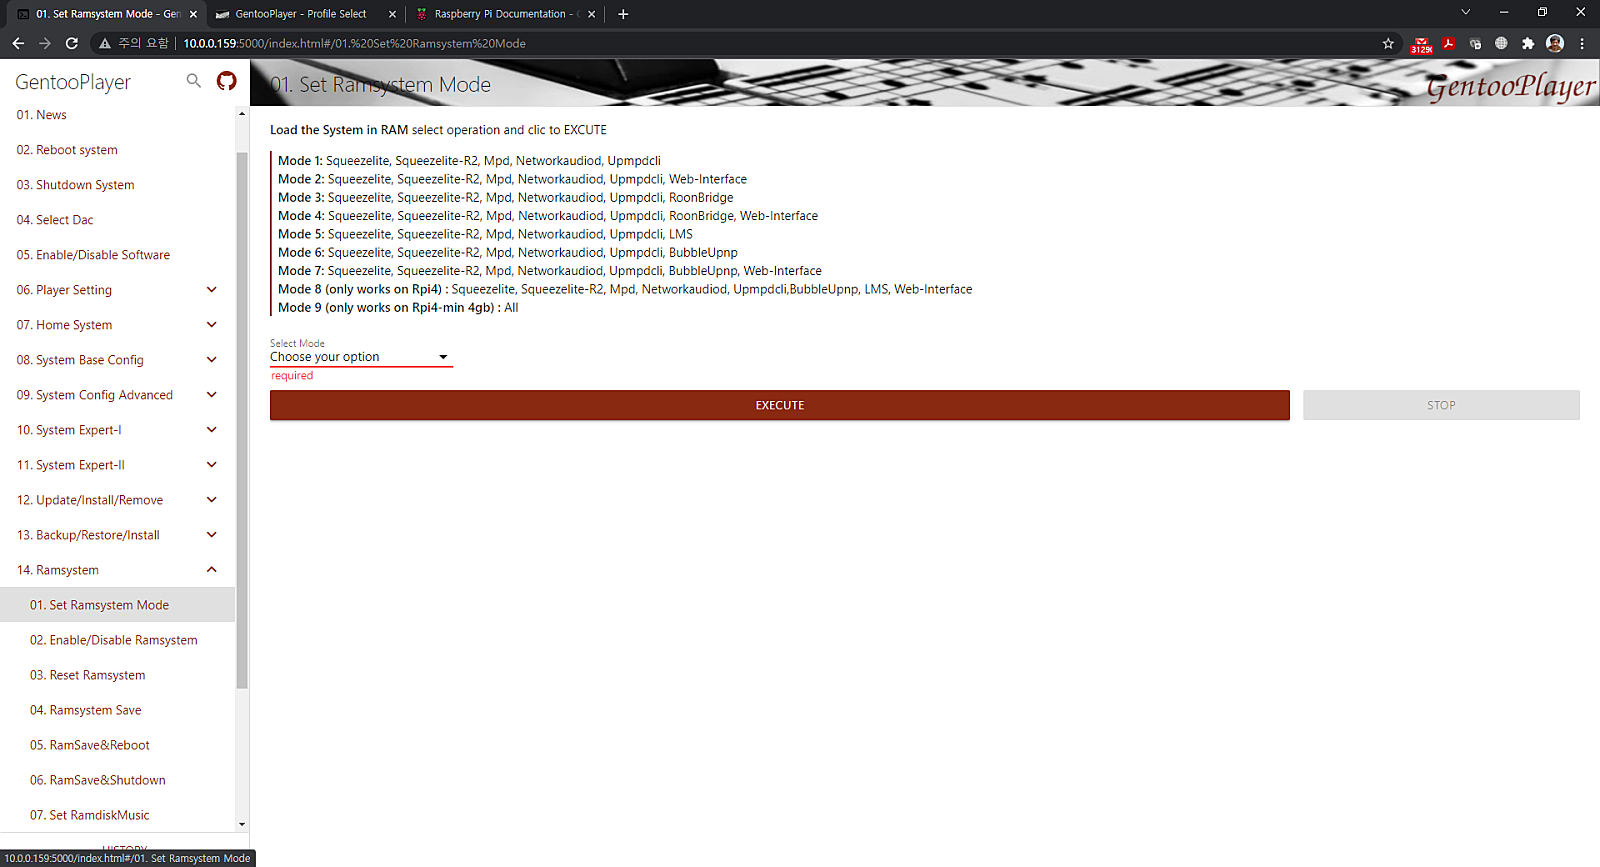 01. Set Ramsystem Mode - Gen
GentooPlayer - Profile Select
Raspberry Pi Documentation -
주의 요함
10.0.0.159:5000/index.html#/01.%20Set%20Ramsystem%20Mode
GentooPlayer
01. Set Ramsystem Mode
GentooPlayer
01. News
02. Reboot system
03. Shutdown System
04. Select Dac
05. Enable/Disable Software
06. Player Setting
07. Home System
08. System Base Config
09. System Config Advanced
10. System Expert-I
11. System Expert-II
12. Update/Install/Remove
13. Backup/Restore/Install
14. Ramsystem
01. Set Ramsystem Mode
02. Enable/Disable Ramsystem
03. Reset Ramsystem
04. Ramsystem Save
05. RamSave&Reboot
06. RamSave&Shutdown
07. Set RamdiskMusic
HISTORY
10.0.0.159:5000/index.html#/01. Set Ramsystem Mode
Load the System in RAM select operation and clic to EXCUTE
Mode 1: Squeezelite, Squeezelite-R2, Mpd, Networkaudiod, Upmpdcli
Mode 2: Squeezelite, Squeezelite-R2, Mpd, Networkaudiod, Upmpdcli, Web-Interface
Mode 3: Squeezelite, Squeezelite-R2, Mpd, Networkaudiod, Upmpdcli, RoonBridge
Mode 4: Squeezelite, Squeezelite-R2, Mpd, Networkaudiod, Upmpdcli, RoonBridge, Web-Interface
Mode 5: Squeezelite, Squeezelite-R2, Mpd, Networkaudiod, Upmpdcli, LMS
Mode 6: Squeezelite, Squeezelite-R2, Mpd, Networkaudiod, Upmpdcli, BubbleUpnp
Mode 7: Squeezelite, Squeezelite-R2, Mpd, Networkaudiod, Upmpdcli, BubbleUpnp, Web-Interface
Mode 8 (only works on Rpi4) : Squeezelite, Squeezelite-R2, Mpd, Networkaudiod, Upmpdcli,BubbleUpnp, LMS, Web-Interface
Mode 9 (only works on Rpi4-min 4gb) : All
Select Mode
Choose your option
required
EXECUTE
STOP